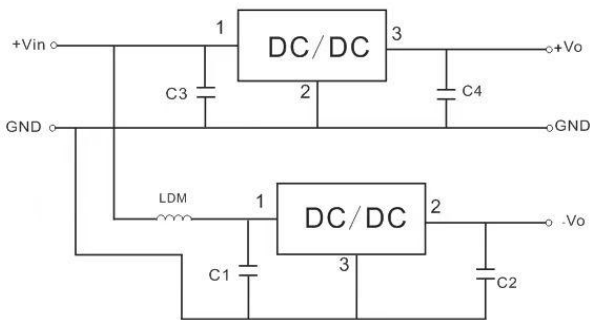 1
DC/DC
3
+Vin
+Vo
C3
2
C4
GND
GND
LDM
1
DC/DC
2
-Vo
C1
3
C2